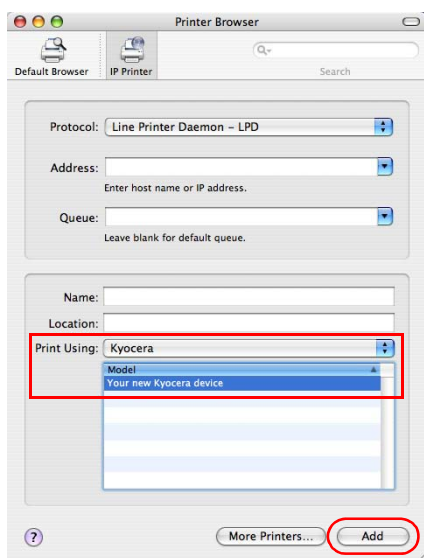 Printer Browser
Default Browser
IP Printer
Search
Protocol: Line Printer Daemon – LPD
Address:
Enter host name or IP address.
Queue:
Leave blank for default queue.
Name:
Location:
Print Using: Kyocera
Model
Your new Kyocera device
?
More Printers...
Add